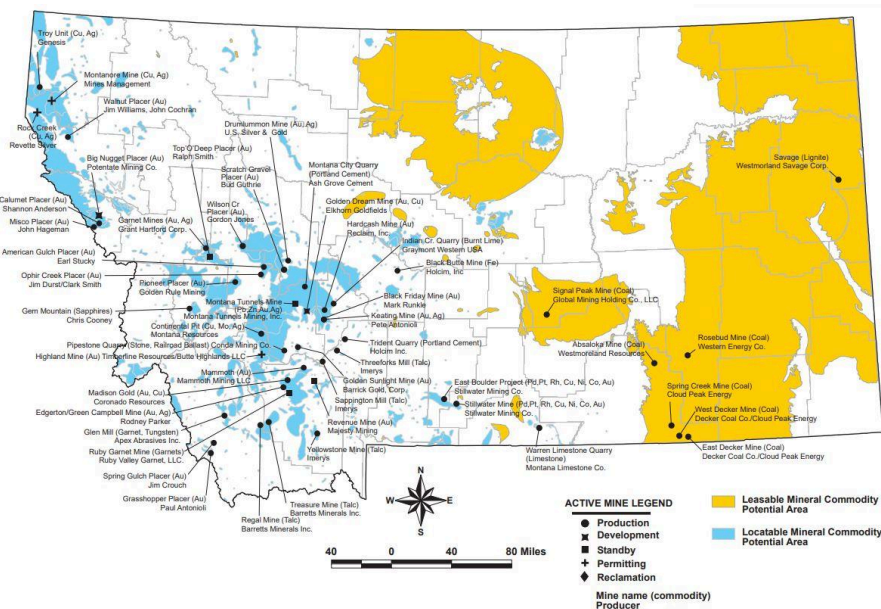 Troy Unit (Cu, Ag)
Genesis
Montanore Mine (Cu, Ag)
Mines Management
Walnut Placer (Au)
Jim Williams, John Cochran
Rock Creek
(Cu, Ag)
Revette Silver
Big Nugget Placer (Au)
Potentate Mining Co.
Calumet Placer (Au)
Shannon Anderson
Misco Placer (Au)
John Hageman
Top O'Deep Placer (Au)
Ralph Smith
Drumlummon Mine (Au, Ag)
U.S. Silver & Gold
Scratch Gravel
Placer (Au)
Bud Guthrie
Montana City Quarry
(Portland Cement)
Ash Grove Cement
Wilson Cr
Placer (Au)
Gordon Jones
Garnet Mines (Au, Ag)
Grant Hartford Corp.
Golden Dream Mine (Au, Cu)
Elkhorn Goldfields
Hardcash Mine (Au)
Reclaim, Inc.
Indian Cr. Quarry (Burnt Lime)
Graymont Western USA
Black Butte Mine (Fe)
Holcim, Inc
American Gulch Placer (Au)
Earl Stucky
Ophir Creek Placer (Au)
Jim Durst/Clark Smith
Pioneer Placer (Au)
Golden Rule Mining
Gem Mountain (Sapphires)
Chris Cooney
Montana Tunnels Mine
(Pb,Zn,Au,Ag)
Montana Tunnels Mining, Inc.
Continental Pit (Cu, Mo, Ag)
Montana Resources
Black Friday Mine (Au)
Mark Runkle
Keating Mine (Au, Ag)
Pete Antonioli
Pipestone Quarry (Stone, Railroad Ballast) Conda Mining Co.
Highland Mine (Au) Timberline Resources/Butte Highlands LLC
Trident Quarry (Portland Cement)
Holcim Inc.
Threeforks Mill (Talc)
Imerys
Mammoth (Au)
Mammoth Mining LLC
Golden Sunlight Mine (Au)
Barrick Gold, Corp.
Sappington Mill (Talc)
Imerys
Madison Gold (Au, Cu)
Coronado Resources
Edgerton/Green Campbell Mine (Au, Ag)
Rodney Parker
Glen Mill (Garnet, Tungsten)
Apex Abrasives Inc.
Revenue Mine (Au)
Majesty Mining
Ruby Garnet Mine (Garnets)
Ruby Valley Garnet, LLC.
Yellowstone Mine (Talc)
Imerys
Spring Gulch Placer (Au)
Jim Crouch
Grasshopper Placer (Au)
Paul Antonioli
Regal Mine (Talc)
Barretts Minerals Inc.
Treasure Mine (Talc)
Barretts Minerals Inc.
East Boulder Project (Pd,Pt, Rh, Cu, Ni, Co, Au)
Stillwater Mining Co.
Stillwater Mine (Pd,Pt, Rh, Cu, Ni, Co, Au)
Stillwater Mining Co.
Warren Limestone Quarry
(Limestone)
Montana Limestone Co.
Signal Peak Mine (Coal)
Global Mining Holding Co., LLC
Savage (Lignite)
Westmorland Savage Corp.
Absaloka Mine (Coal)
Westmoreland Resources
Rosebud Mine (Coal)
Western Energy Co.
Spring Creek Mine (Coal)
Cloud Peak Energy
West Decker Mine (Coal)
Decker Coal Co./Cloud Peak Energy
East Decker Mine (Coal)
Decker Coal Co./Cloud Peak Energy
N
W
E
S
40 0 40 80 Miles
ACTIVE MINE LEGEND
Production
Development
Standby
Permitting
Reclamation
Mine name (commodity)
Producer
Leasable Mineral Commodity
Potential Area
Locatable Mineral Commodity
Potential Area